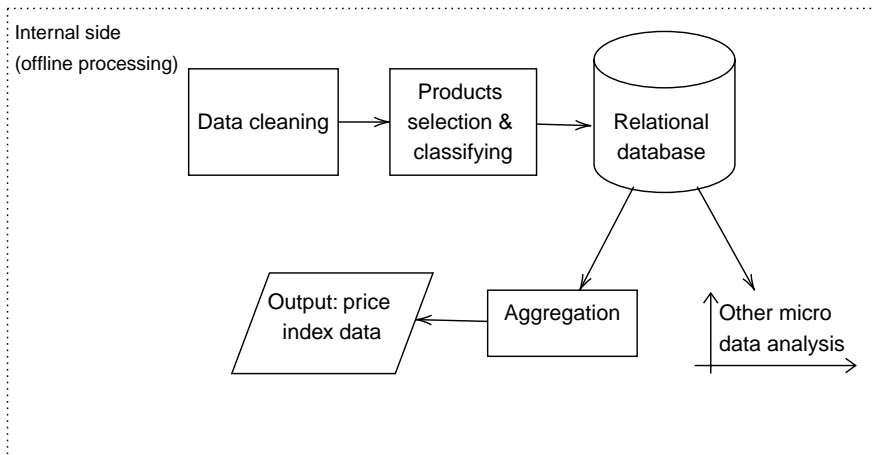 Internal side
(offline processing)
Data cleaning
Products
selection &
classifying
Relational
database
Output: price
index data
Aggregation
Other micro
data analysis